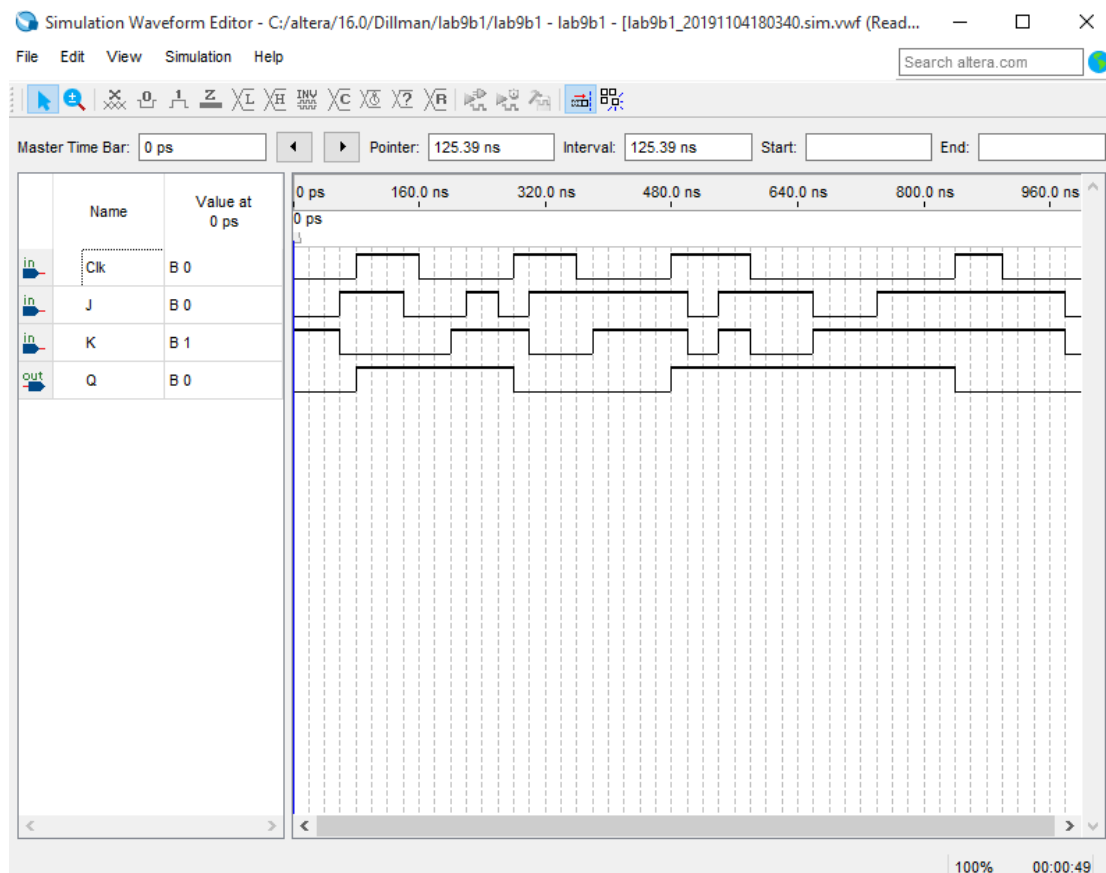 Simulation Waveform Editor - C:/altera/16.0/Dillman/lab9b1/lab9b1 - lab9b1 - [lab9b1_20191104180340.sim.vwf (Read...
File Edit View Simulation Help
Search altera.com
Master Time Bar: 0 ps Pointer: 125.39 ns Interval: 125.39 ns Start: End:
Name Value at 0 ps
0 ps 160.0 ns 320.0 ns 480.0 ns 640.0 ns 800.0 ns 960.0 ns
0 ps
in Clk B 0
in J B 0
in K B 1
out Q B 0
100% 00:00:49